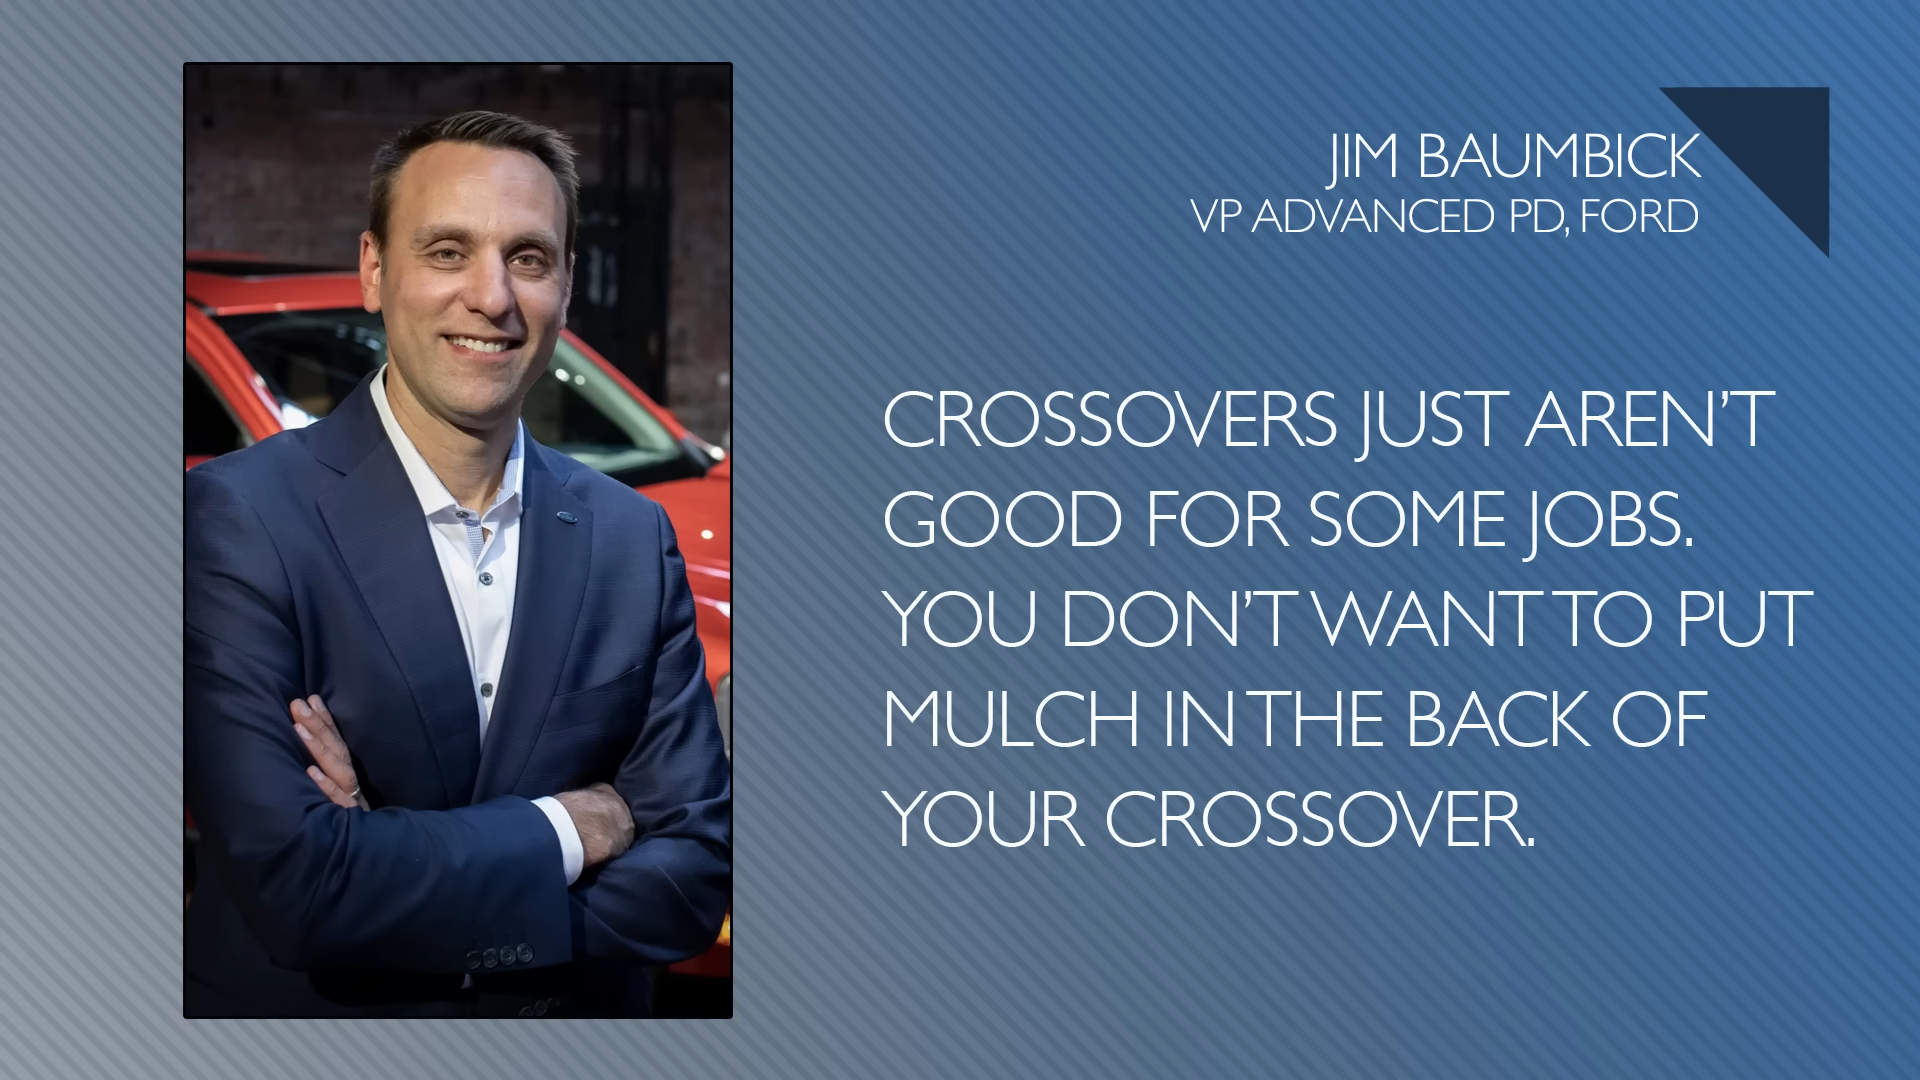 JIM BAUMBICK
VP ADVANCED PD, FORD
CROSSOVERS JUST AREN’T
GOOD FOR SOME JOBS.
YOU DON’T WANT TO PUT
MULCH IN THE BACK OF
YOUR CROSSOVER.